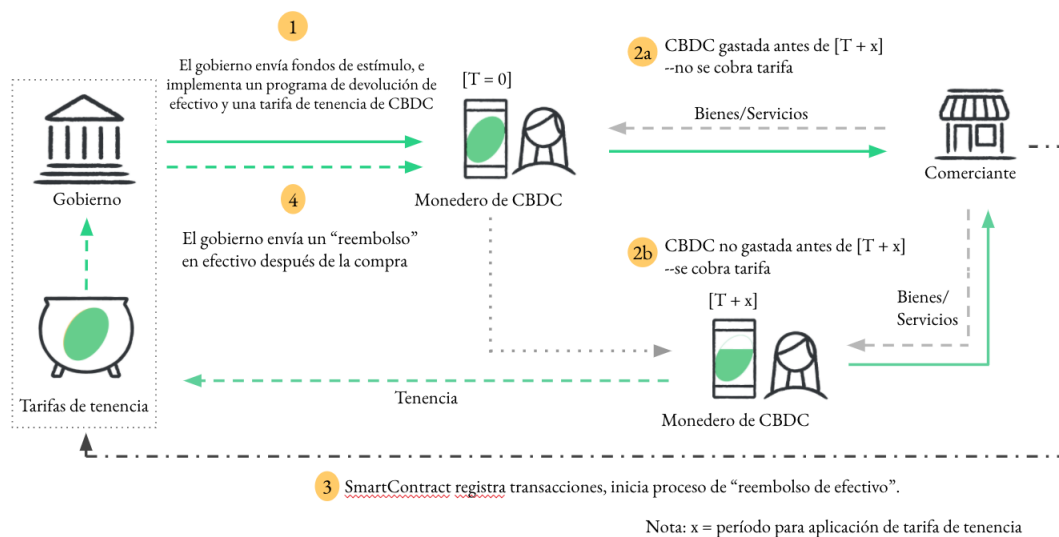 1
El gobierno envía fondos de estímulo, e
implementa un programa de devolución de
efectivo y una tarifa de tenencia de CBDC
[T = 0]
2a
CBDC gastada antes de [T + x]
--no se cobra tarifa
Bienes/Servicios
Gobierno
Monedero de CBDC
Comerciante
4
El gobierno envía un “reembolso”
en efectivo después de la compra
2b
CBDC no gastada antes de [T + x]
--se cobra tarifa
[T + x]
Bienes/
Servicios
Tarifas de tenencia
Tenencia
Monedero de CBDC
3
SmartContract registra transacciones, inicia proceso de “reembolso de efectivo”.
Nota: x = período para aplicación de tarifa de tenencia